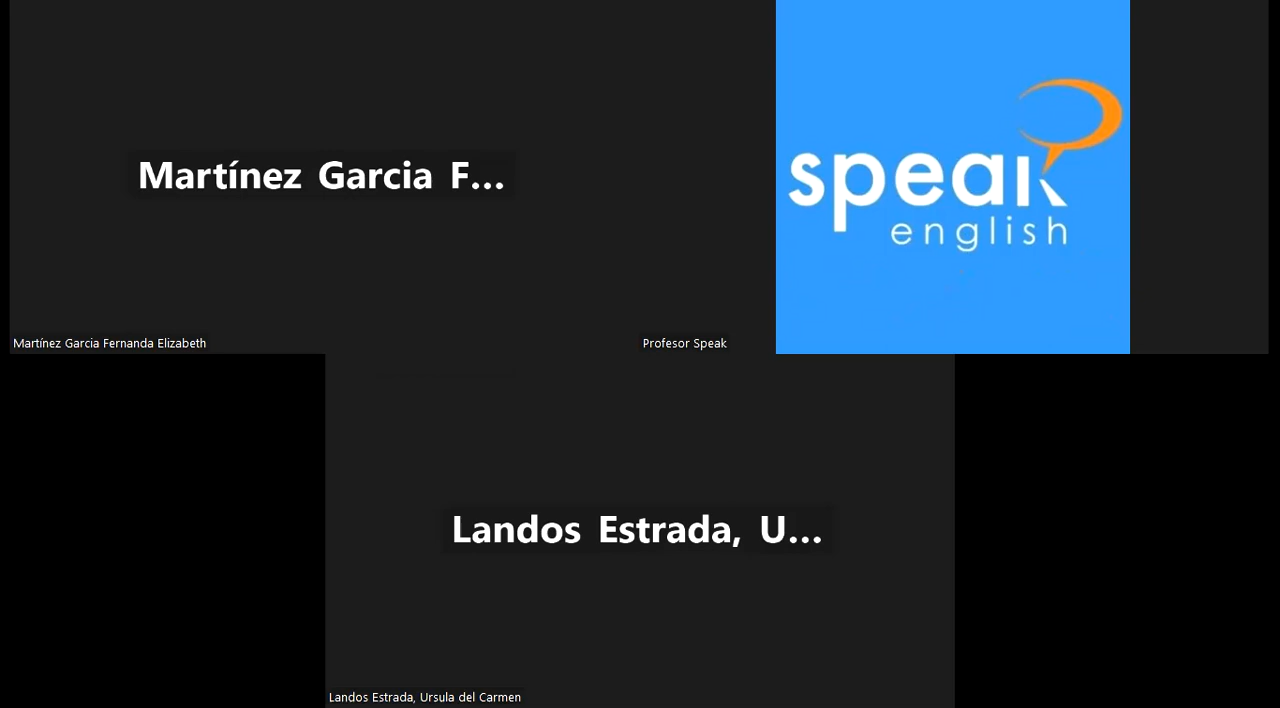 Martínez Garcia F...
speak
english
Martínez Garcia Fernanda Elizabeth
Profesor Speak
Landos Estrada, U...
Landos Estrada, Ursula del Carmen